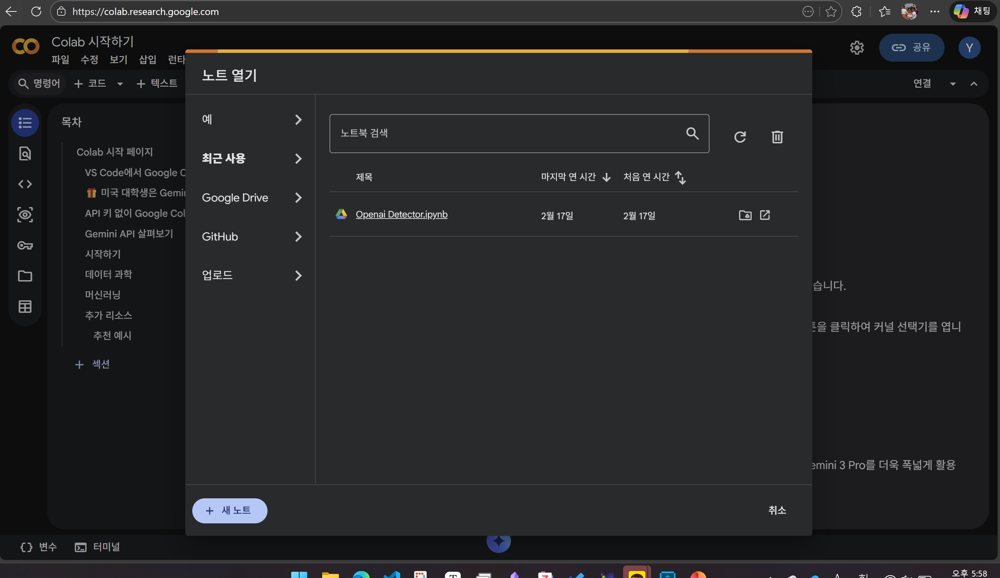 https://colab.research.google.com
채팅
Colab 시작하기
파일 수정 보기 삽입 런타
공유
Y
명령어 + 코드 + 텍스트
연결
목차
Colab 시작 페이지
VS Code에서 Google C
미국 대학생은 Gemin
API 키 없이 Google Col
Gemini API 살펴보기
시작하기
데이터 과학
머신러닝
추가 리소스
추천 예시
+ 섹션
노트 열기
예
최근 사용
Google Drive
GitHub
업로드
노트북 검색
제목 마지막 연 시간 처음 연 시간
Openai Detector.ipynb 2월 17일 2월 17일
+ 새 노트
취소
습니다.
튼을 클릭하여 커널 선택기를 엽니
emini 3 Pro를 더욱 폭넓게 활용
변수 터미널
오후 5:58